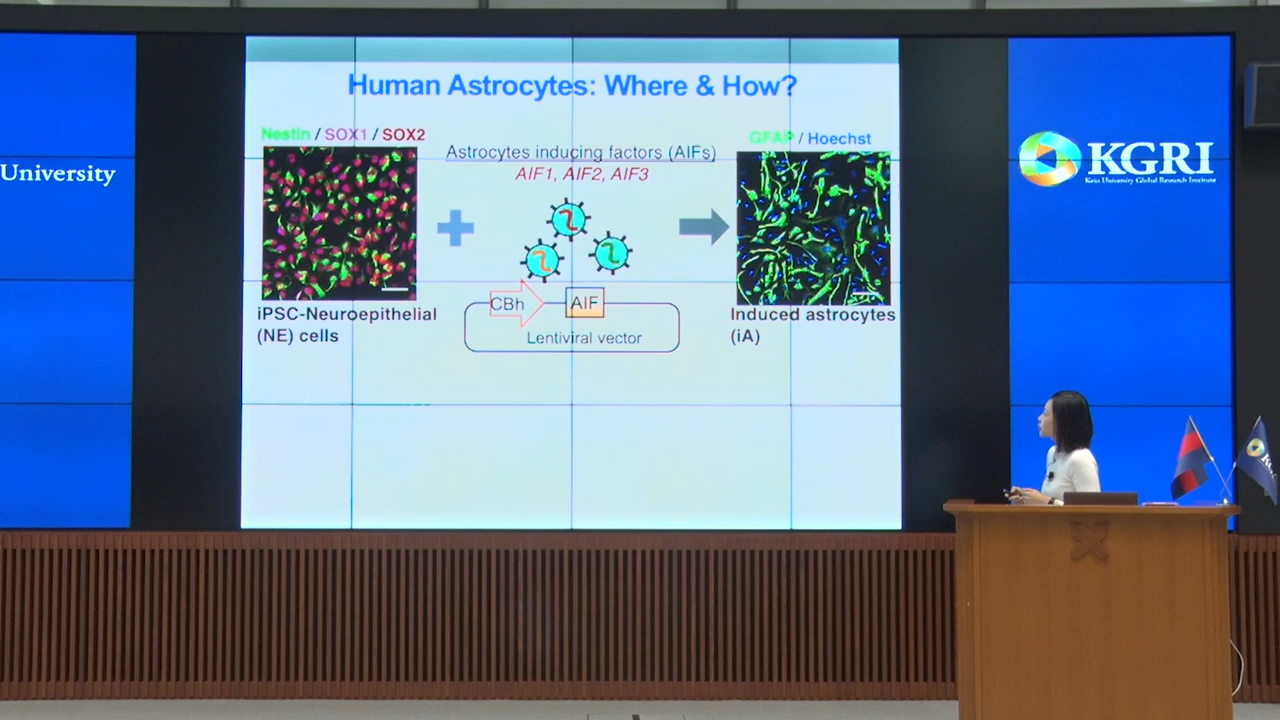 Human Astrocytes: Where & How?
Nestin / SOX1 / SOX2
Astrocytes inducing factors (AIFs)
AIF1, AIF2, AIF3
GFAP / Hoechst
CBh
AIF
Lentiviral vector
iPSC-Neuroepithelial
(NE) cells
Induced astrocytes
(iA)
University
KGRI
Keio University Global Research Institute